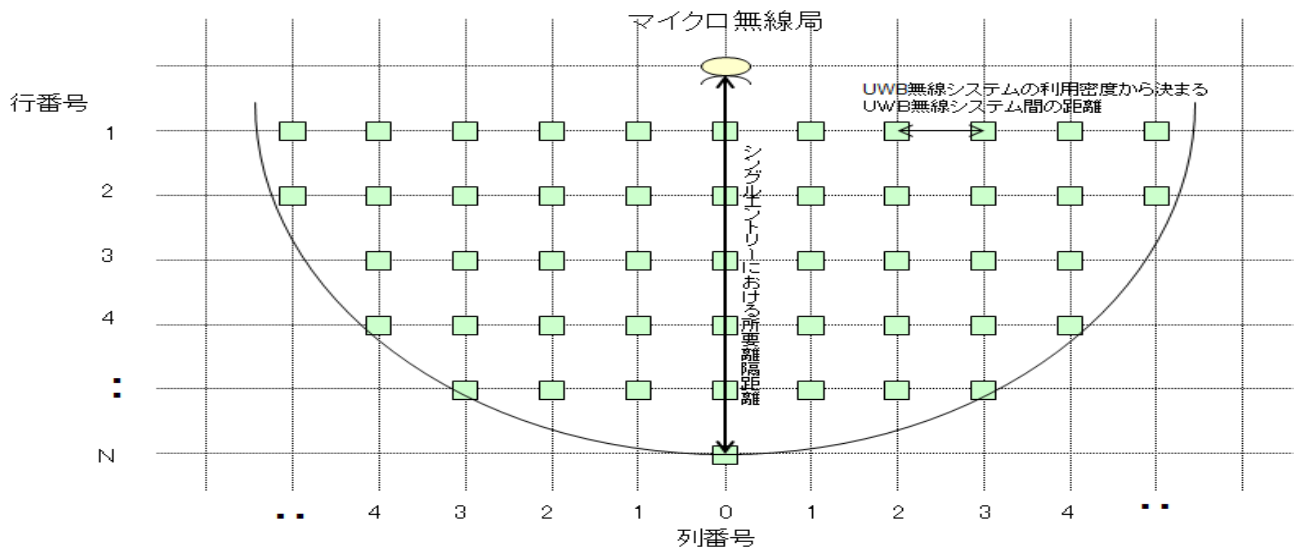 マイクロ無線局
UWB無線システムの利用密度から決まる
UWB無線システム間の距離
行番号
1
2
3
4
:
N
シングルエントリーにおける所要離隔距離
‥ 4 3 2 1 0 1 2 3 4 ‥
列番号